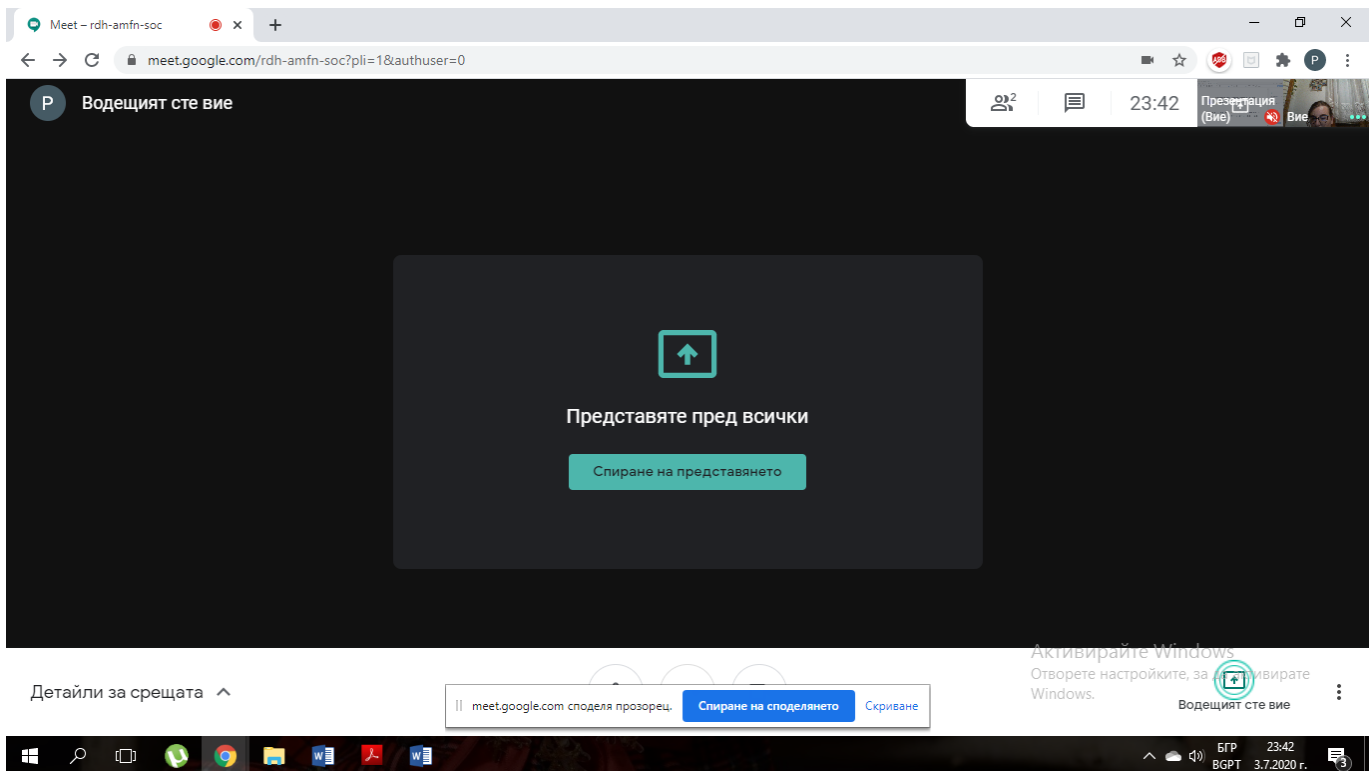 Meet – rdh-amfn-soc
meet.google.com/rdh-amfn-soc?pli=1&authuser=0
ABP
P
P
Водещият сте вие
2
23:42
Презентация
(Вие)
Вие
Представяте пред всички
Спиране на представянето
Активирайте Windows
Отворете настройките, за да активирате
Windows.
Детайли за срещата
meet.google.com споделя прозорец.
Спиране на споделянето
Скриване
Водещият сте вие
БГР
BGPT
23:42
3.7.2020 г.
3